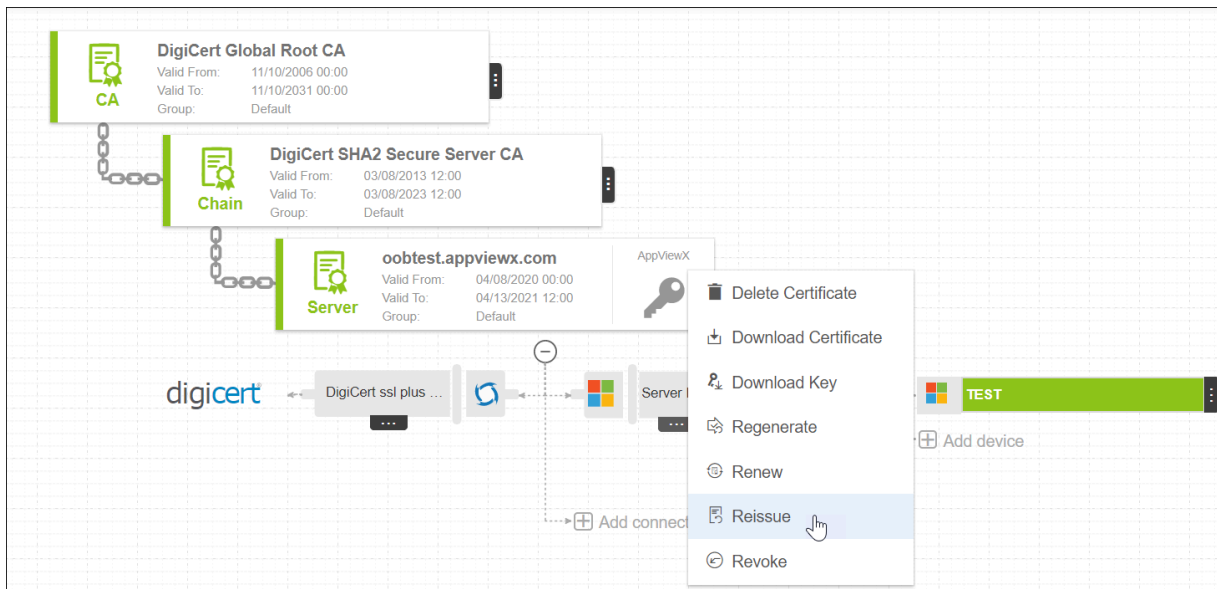 DigiCert Global Root CA
Valid From: 11/10/2006 00:00
Valid To: 11/10/2031 00:00
Group: Default
CA
DigiCert SHA2 Secure Server CA
Valid From: 03/08/2013 12:00
Valid To: 03/08/2023 12:00
Group: Default
Chain
oobtest.appviewx.com
Valid From: 04/08/2020 00:00
Valid To: 04/13/2021 12:00
Group: Default
Server
AppViewX
Delete Certificate
Download Certificate
Download Key
Regenerate
Renew
Reissue
Revoke
digicert
DigiCert ssl plus ...
Server
TEST
Add device
Add connect